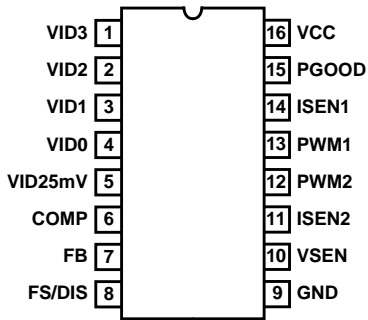 VID3 1 16 VCC
VID2 2 15 PGOOD
VID1 3 14 ISEN1
VID0 4 13 PWM1
VID25mV 5 12 PWM2
COMP 6 11 ISEN2
FB 7 10 VSEN
FS/DIS 8 9 GND